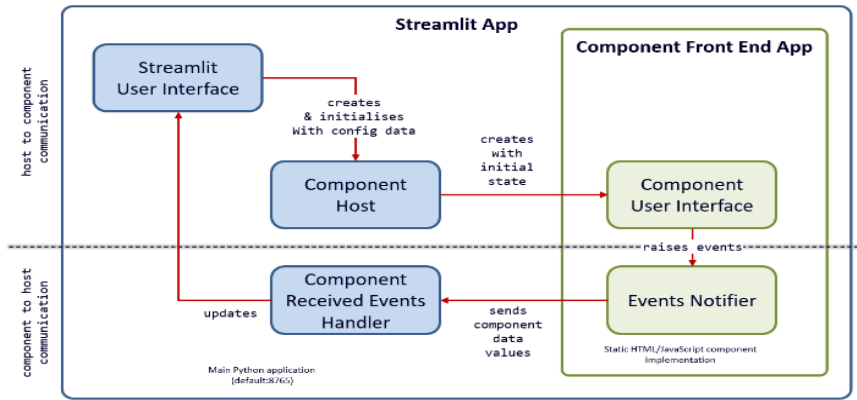 Streamlit App
Component Front End App
host to component
communication
Streamlit
User Interface
creates
& initialises
With config data
creates
with
initial
state
Component
Host
Component
User Interface
raises events
component to host
communication
Component
Received Events
Handler
Events Notifier
updates
sends
component
data
values
Static HTML/JavaScript component
implementation
Main Python application
(default:8765)